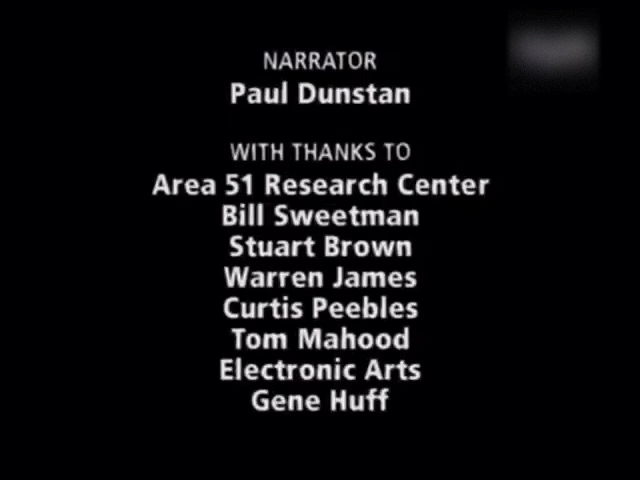 NARRATOR
Paul Dunstan
WITH THANKS TO
Area 51 Research Center
Bill Sweetman
Stuart Brown
Warren James
Curtis Peebles
Tom Mahood
Electronic Arts
Gene Huff